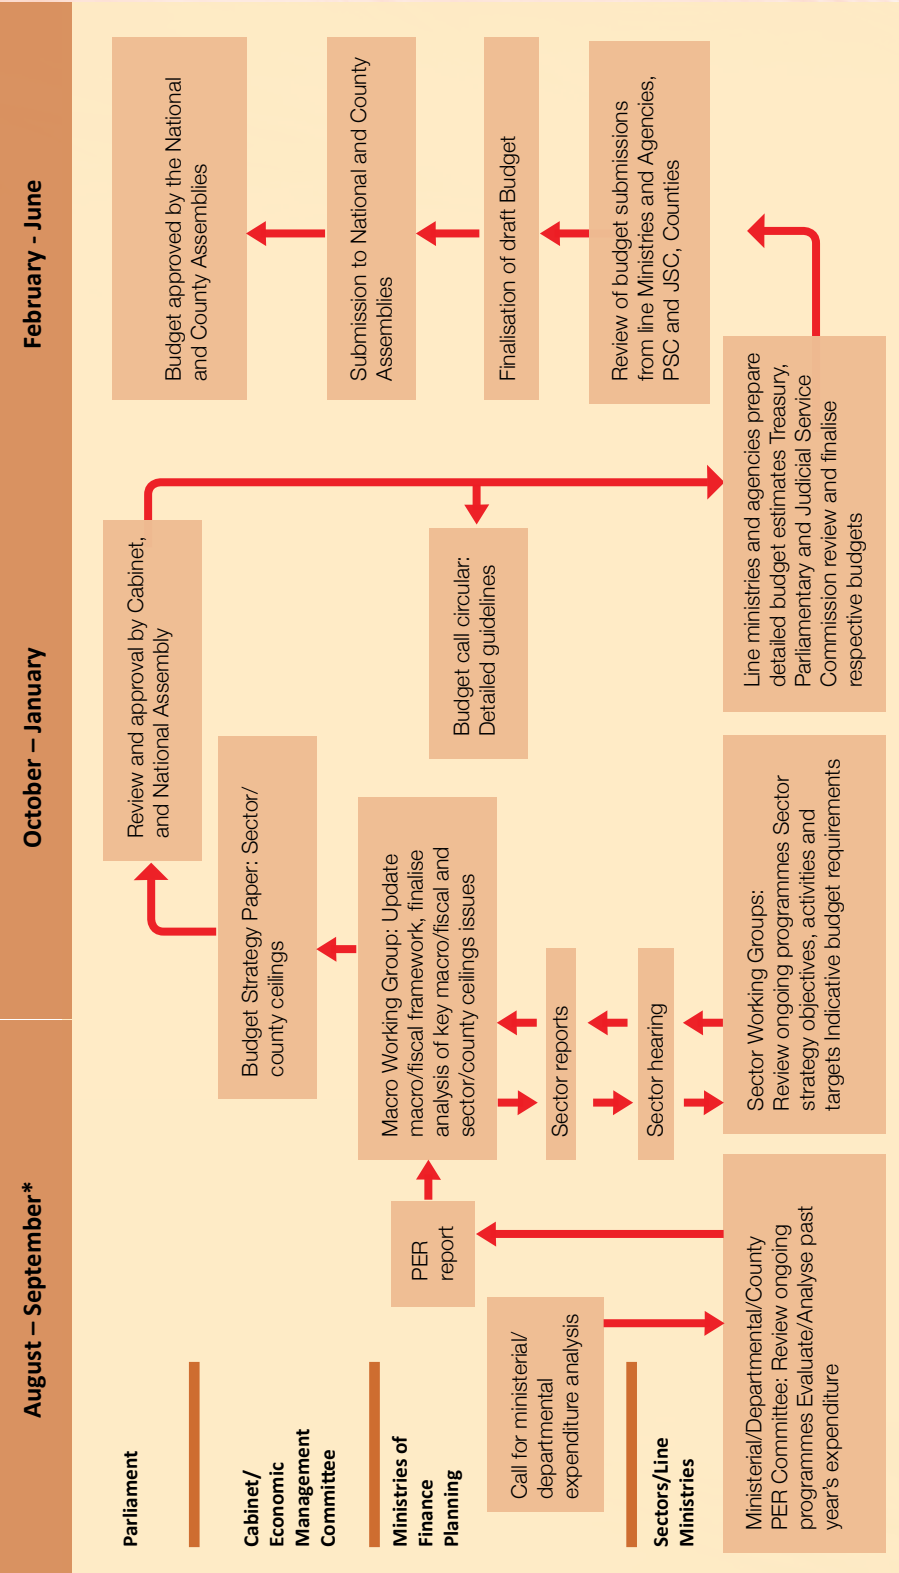 August – September*
October – January
February - June
Parliament
Cabinet/
Economic
Management
Committee
Ministries of
Finance
Planning
Sectors/Line
Ministries
Call for ministerial/
departmental
expenditure analysis
Ministerial/Departmental/County
PER Committee: Review ongoing
programmes Evaluate/Analyse past
year's expenditure
PER
report
Macro Working Group: Update
macro/fiscal framework, finalise
analysis of key macro/fiscal and
sector/county ceilings issues
Sector reports
Sector hearing
Sector Working Groups:
Review ongoing programmes Sector
strategy objectives, activities and
targets Indicative budget requirements
Budget Strategy Paper: Sector/
county ceilings
Review and approval by Cabinet,
and National Assembly
Budget call circular:
Detailed guidelines
Line ministries and agencies prepare
detailed budget estimates Treasury,
Parliamentary and Judicial Service
Commission review and finalise
respective budgets
Review of budget submissions
from line Ministries and Agencies,
PSC and JSC, Counties
Finalisation of draft Budget
Submission to National and County
Assemblies
Budget approved by the National
and County Assemblies